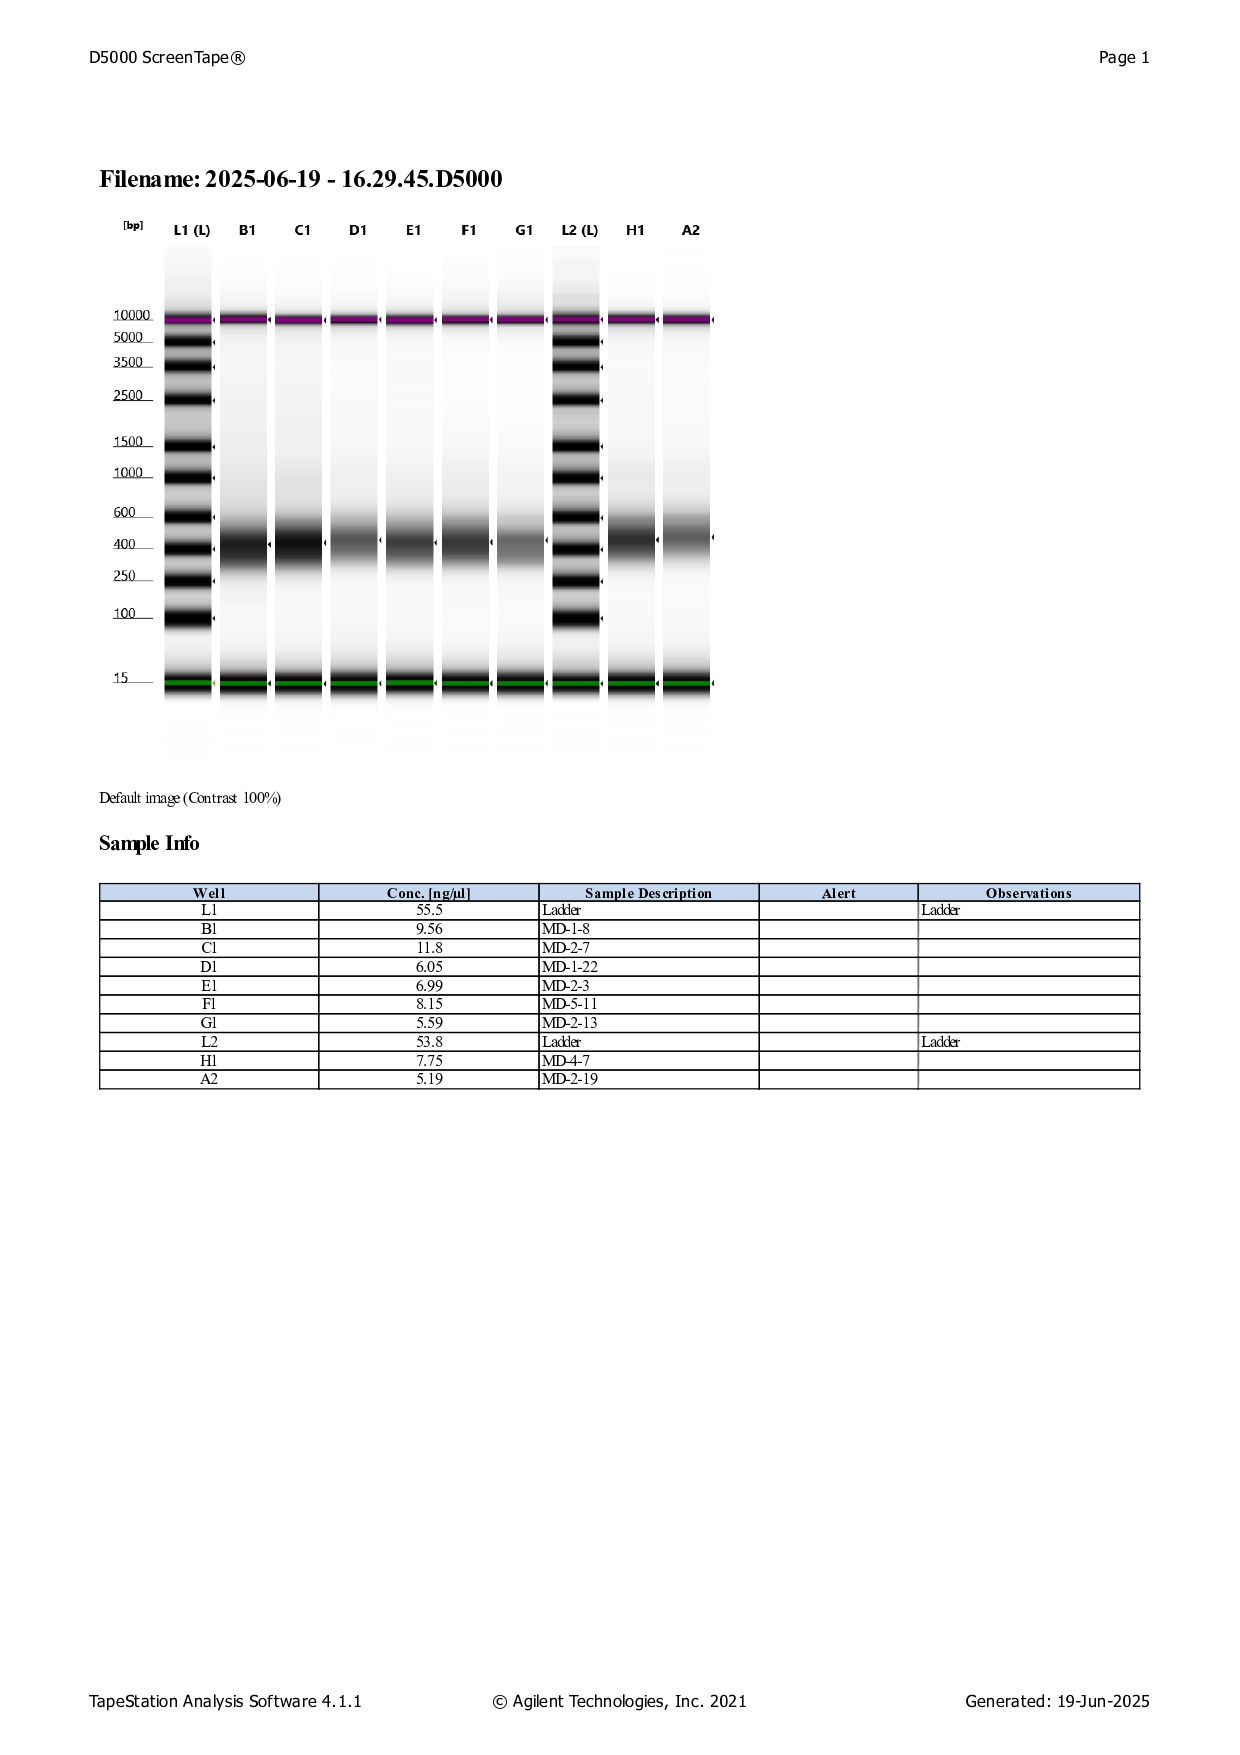 D5000 ScreenTape® Page 1
Filename: 2025-06-19 - 16.29.45.D5000
[bp] L1 (L) B1 C1 D1 E1 F1 G1 L2 (L) H1 A2
10000
5000
3500
2500
1500
1000
600
400
250
100
15
Default image (Contrast 100%)
Sample Info
Well Conc. [ng/µl] Sample Description Alert Observations
L1 55.5 Ladder Ladder
B1 9.56 MD-1-8
C1 11.8 MD-2-7
D1 6.05 MD-1-22
E1 6.99 MD-2-3
F1 8.15 MD-5-11
G1 5.59 MD-2-13
L2 53.8 Ladder Ladder
H1 7.75 MD-4-7
A2 5.19 MD-2-19
TapeStation Analysis Software 4.1.1 © Agilent Technologies, Inc. 2021 Generated: 19-Jun-2025